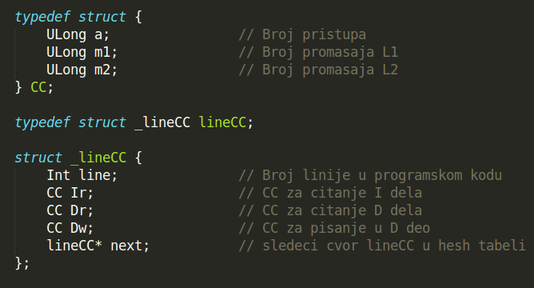 typedef struct {
    ULong a;               // Broj pristupa
    ULong m1;              // Broj promasaja L1
    ULong m2;              // Broj promasaja L2
} CC;
typedef struct _lineCC lineCC;
struct _lineCC {
    Int line;              // Broj linije u programskom kodu
    CC Ir;                 // CC za citanje I dela
    CC Dr;                 // CC za citanje D dela
    CC Dw;                 // CC za pisanje u D deo
    lineCC* next;          // sledeci cvor lineCC u hesh tabeli
};